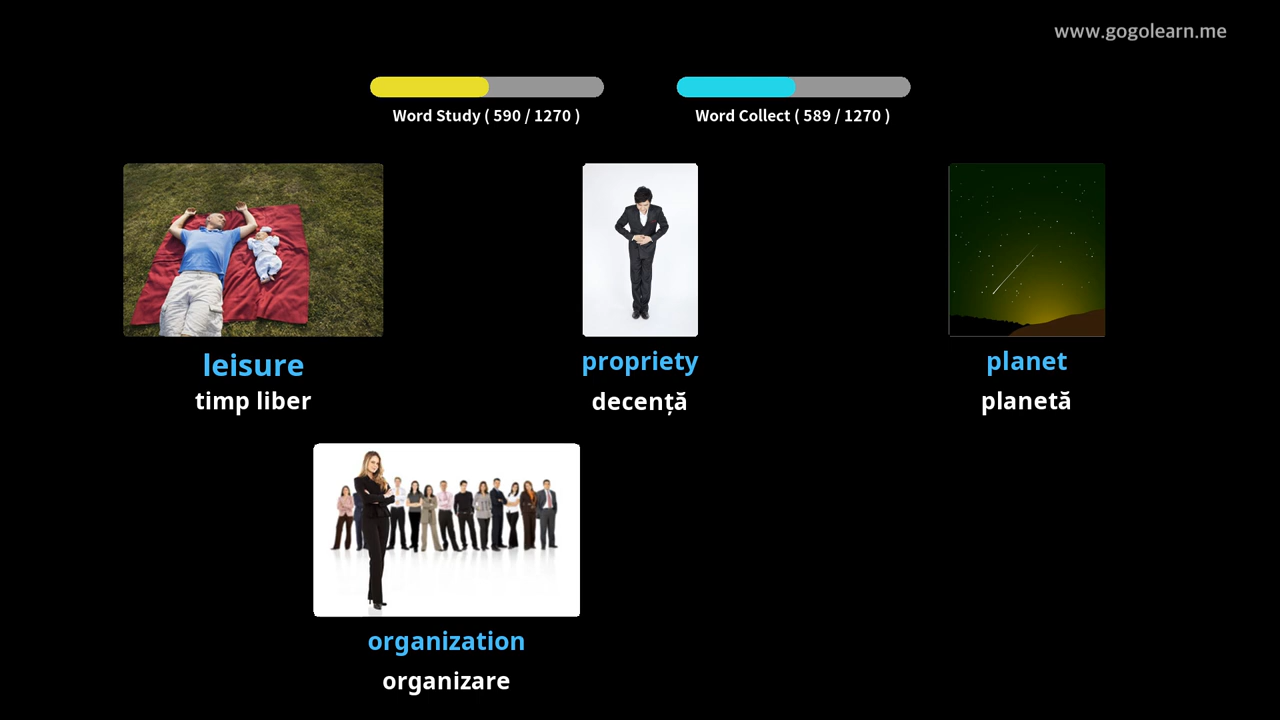 www.gogolearn.me
Word Study ( 590 / 1270 )
Word Collect ( 589 / 1270 )
leisure
timp liber
propriety
decență
planet
planetă
organization
organizare